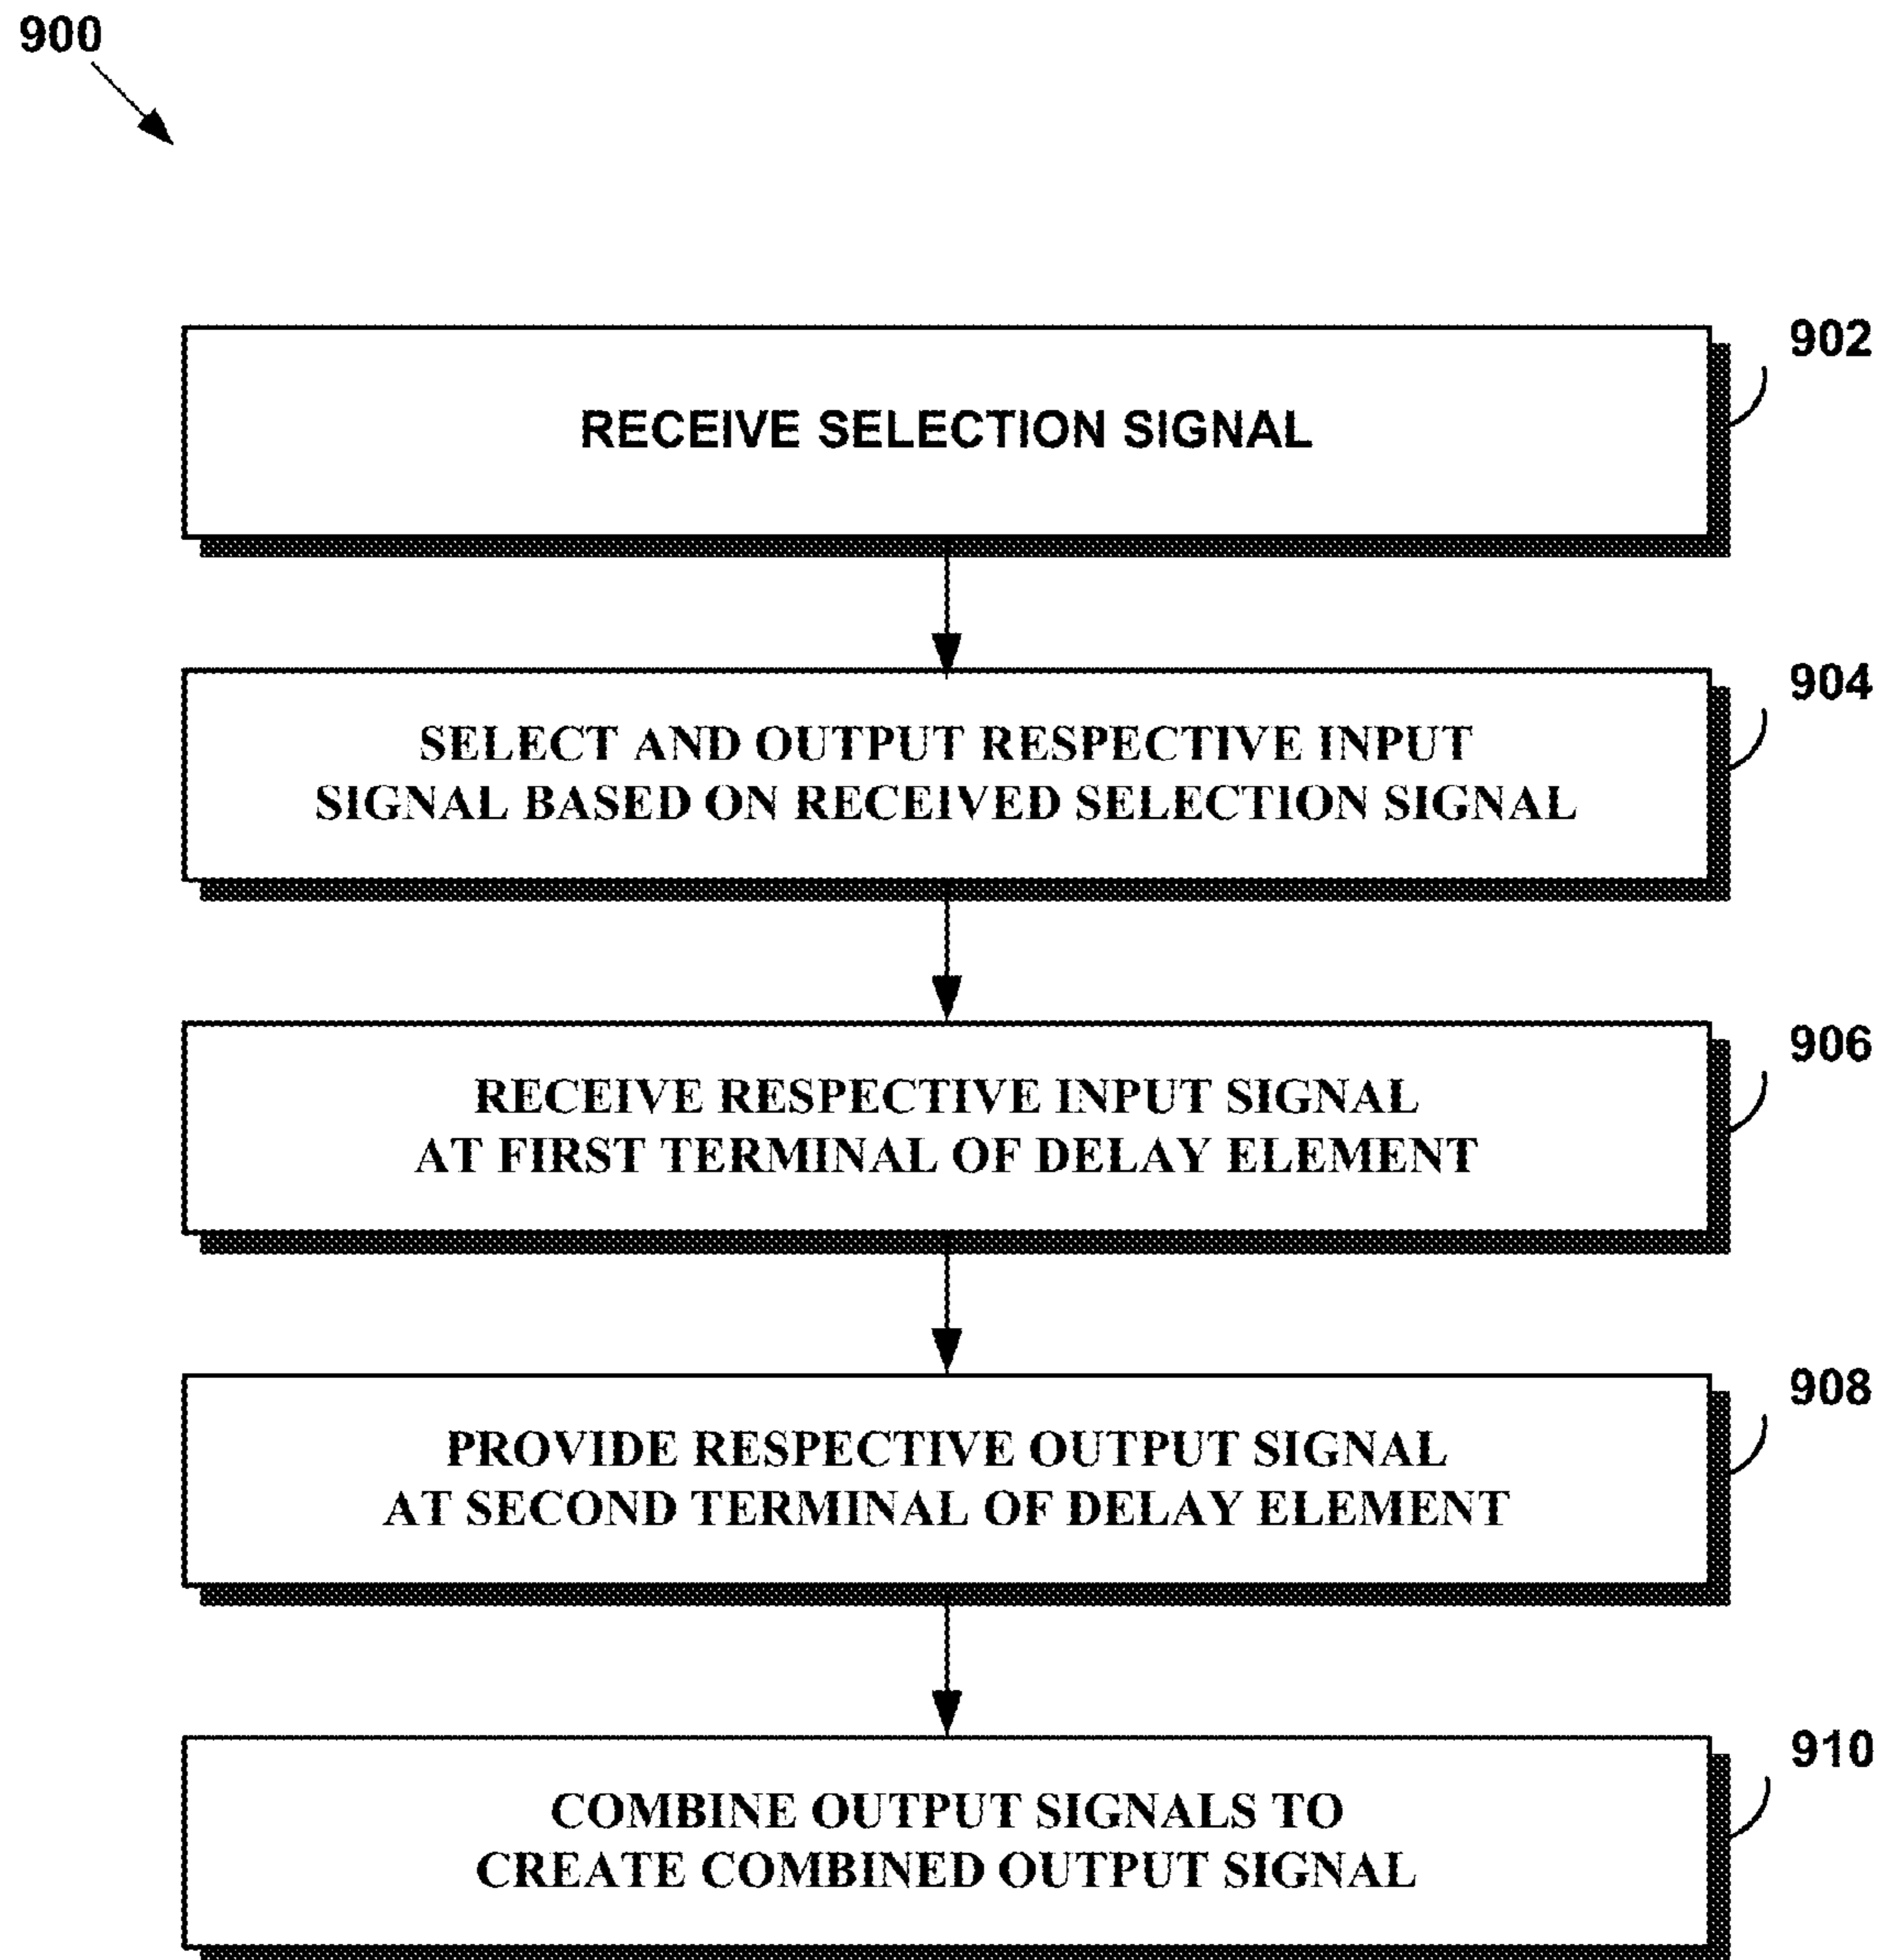 900
902
RECEIVE SELECTION SIGNAL
904
SELECT AND OUTPUT RESPECTIVE INPUT
SIGNAL BASED ON RECEIVED SELECTION SIGNAL
906
RECEIVE RESPECTIVE INPUT SIGNAL
AT FIRST TERMINAL OF DELAY ELEMENT
908
PROVIDE RESPECTIVE OUTPUT SIGNAL
AT SECOND TERMINAL OF DELAY ELEMENT
910
COMBINE OUTPUT SIGNALS TO
CREATE COMBINED OUTPUT SIGNAL